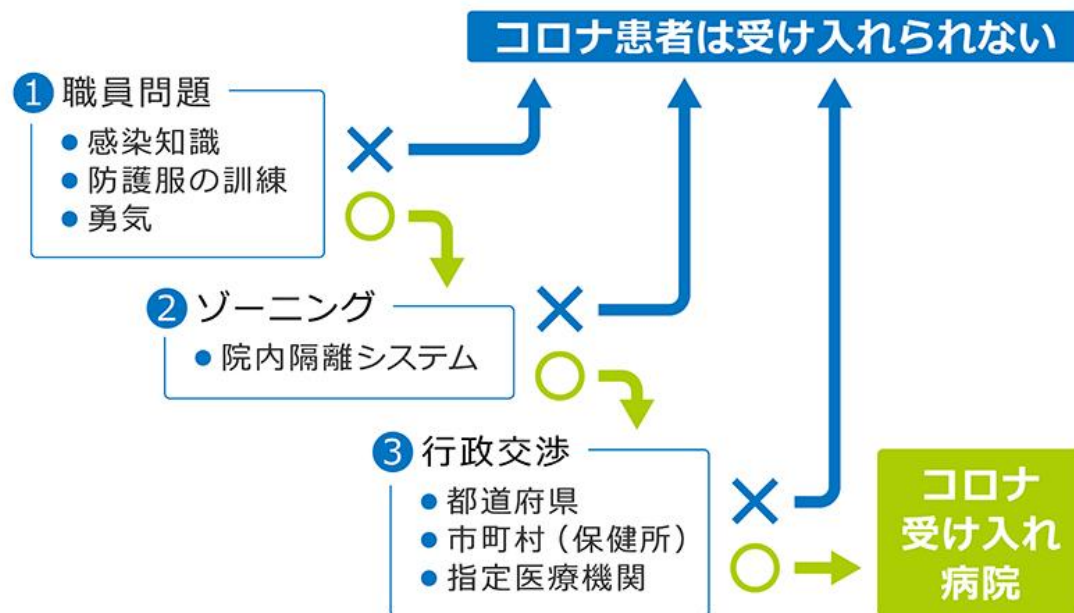 コロナ患者は受け入れられない
1 職員問題
● 感染知識
● 防護服の訓練
● 勇気
×
○
2 ゾーニング
● 院内隔離システム
×
○
3 行政交渉
● 都道府県
● 市町村（保健所）
● 指定医療機関
×
○
コロナ
受け入れ
病院